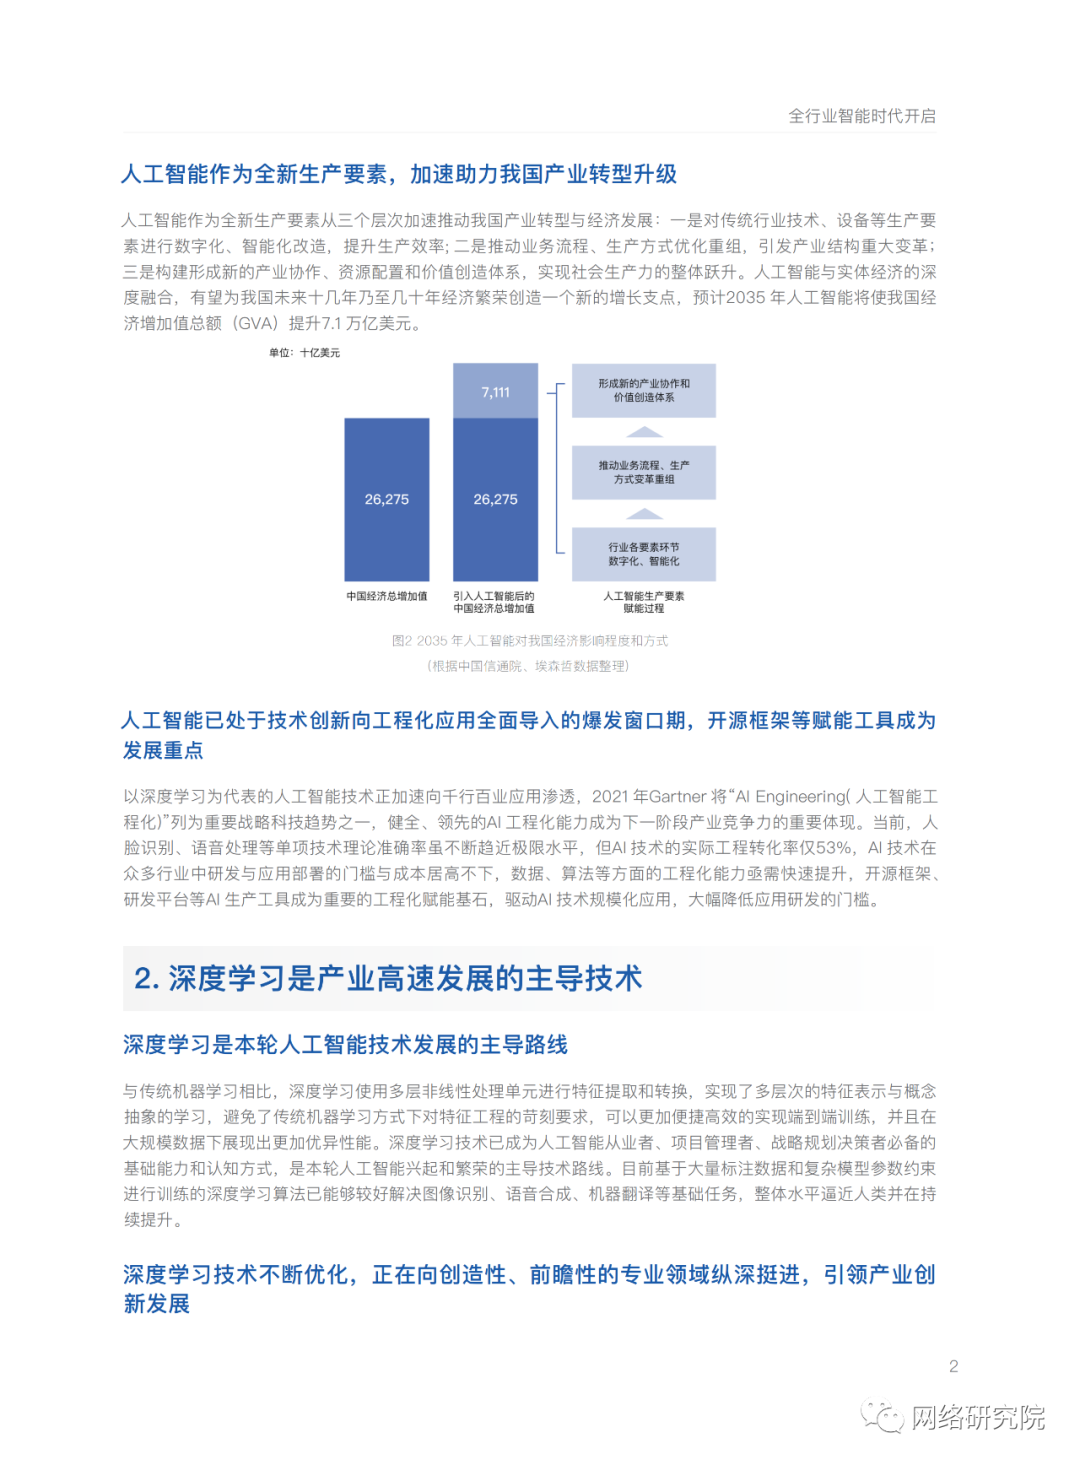 全行业智能时代开启
人工智能作为全新生产要素，加速助力我国产业转型升级
人工智能作为全新生产要素从三个层次加速推动我国产业转型与经济发展：一是对传统行业技术、设备等生产要
素进行数字化、智能化改造，提升生产效率；二是推动业务流程、生产方式优化重组，引发产业结构重大变革；
三是构建形成新的产业协作、资源配置和价值创造体系，实现社会生产力的整体跃升。人工智能与实体经济的深
度融合，有望为我国未来十几年乃至几十年经济繁荣创造一个新的增长支点，预计2035 年人工智能将使我国经
济增加值总额（GVA）提升7.1 万亿美元。
单位：十亿美元
26,275
中国经济总增加值
7,111
26,275
引入人工智能后的
中国经济总增加值
形成新的产业协作和
价值创造体系
推动业务流程、生产
方式变革重组
行业各要素环节
数字化、智能化
人工智能生产要素
赋能过程
图2 2035 年人工智能对我国经济影响程度和方式
（根据中国信通院、埃森哲数据整理）
人工智能已处于技术创新向工程化应用全面导入的爆发窗口期，开源框架等赋能工具成为
发展重点
以深度学习为代表的人工智能技术正加速向千行百业应用渗透，2021 年Gartner 将“AI Engineering( 人工智能工
程化)”列为重要战略科技趋势之一，健全、领先的AI 工程化能力成为下一阶段产业竞争力的重要体现。当前，人
脸识别、语音处理等单项技术理论准确率虽不断趋近极限水平，但AI 技术的实际工程转化率仅53%，AI 技术在
众多行业中研发与应用部署的门槛与成本居高不下，数据、算法等方面的工程化能力亟需快速提升，开源框架、
研发平台等AI 生产工具成为重要的工程化赋能基石，驱动AI 技术规模化应用，大幅降低应用研发的门槛。
2. 深度学习是产业高速发展的主导技术
深度学习是本轮人工智能技术发展的主导路线
与传统机器学习相比，深度学习使用多层非线性处理单元进行特征提取和转换，实现了多层次的特征表示与概念
抽象的学习，避免了传统机器学习方式下对特征工程的苛刻要求，可以更加便捷高效的实现端到端训练，并且在
大规模数据下展现出更加优异性能。深度学习技术已成为人工智能从业者、项目管理者、战略规划决策者必备的
基础能力和认知方式，是本轮人工智能兴起和繁荣的主导技术路线。目前基于大量标注数据和复杂模型参数约束
进行训练的深度学习算法已能够较好解决图像识别、语音合成、机器翻译等基础任务，整体水平逼近人类并在持
续提升。
深度学习技术不断优化，正在向创造性、前瞻性的专业领域纵深挺进，引领产业创
新发展
2
网络研究院